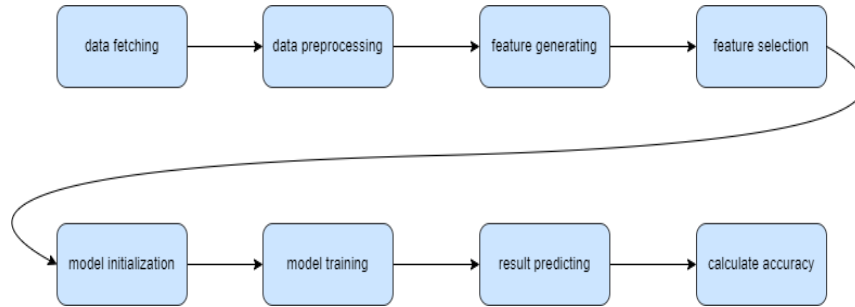 data fetching
data preprocessing
feature generating
feature selection
model initialization
model training
result predicting
calculate accuracy